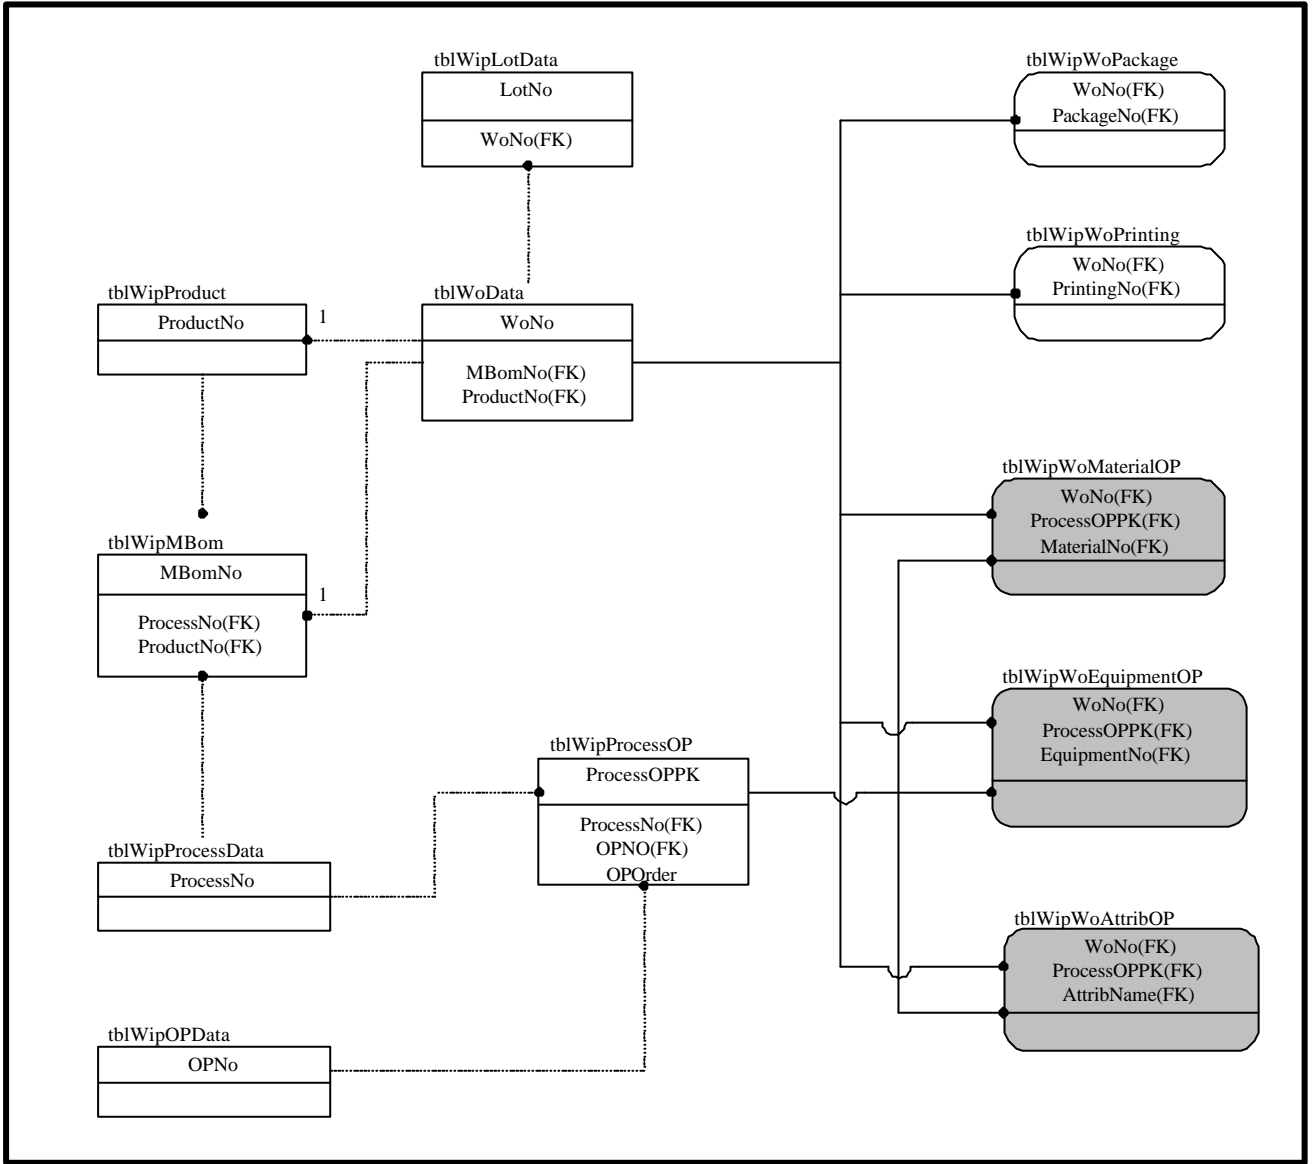 tblWipLotData
LotNo
WoNo(FK)
tblWipWoPackage
WoNo(FK)
PackageNo(FK)
tblWipWoPrinting
WoNo(FK)
PrintingNo(FK)
tblWipProduct
ProductNo
1
tblWoData
WoNo
MBomNo(FK)
ProductNo(FK)
tblWipWoMaterialOP
WoNo(FK)
ProcessOPPK(FK)
MaterialNo(FK)
tblWipMBom
MBomNo
1
ProcessNo(FK)
ProductNo(FK)
tblWipWoEquipmentOP
WoNo(FK)
ProcessOPPK(FK)
EquipmentNo(FK)
tblWipProcessOP
ProcessOPPK
ProcessNo(FK)
OPNO(FK)
OPOrder
tblWipProcessData
ProcessNo
tblWipWoAttribOP
WoNo(FK)
ProcessOPPK(FK)
AttribName(FK)
tblWipOPData
OPNo